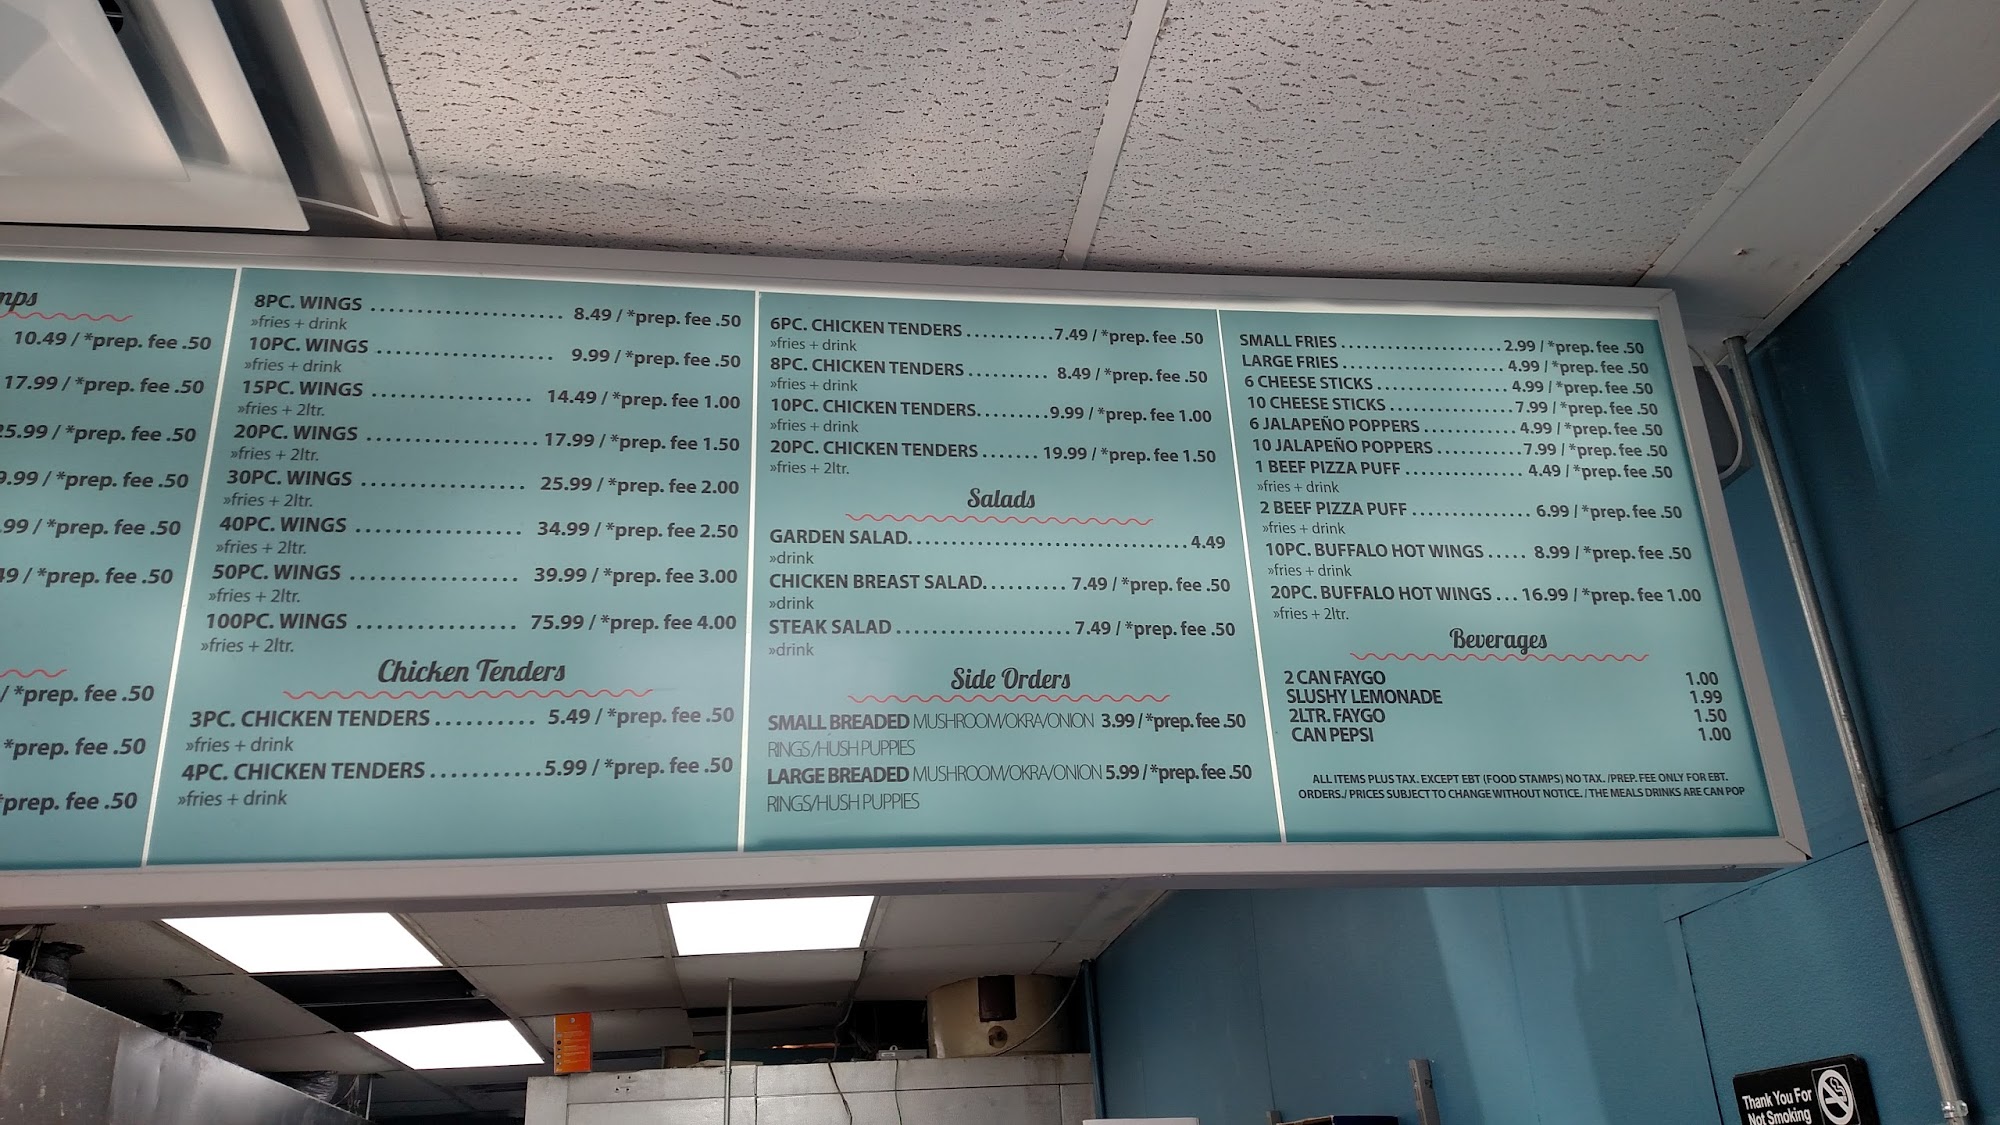 10.49 / *prep. fee .50
17.99 / *prep. fee .50
25.99 / *prep. fee .50
9.99 / *prep. fee .50
.99 / *prep. fee .50
49 / *prep. fee .50
/ *prep. fee .50
*prep. fee .50
*prep. fee .50
8PC. WINGS .................... 8.49 / *prep. fee .50
»fries + drink
10PC. WINGS .................. 9.99 / *prep. fee .50
»fries + drink
15PC. WINGS ................ 14.49 / *prep. fee 1.00
»fries + 2ltr.
20PC. WINGS ................. 17.99 / *prep. fee 1.50
»fries + 2ltr.
30PC. WINGS ................ 25.99 / *prep. fee 2.00
»fries + 2ltr.
40PC. WINGS ................ 34.99 / *prep. fee 2.50
»fries + 2ltr.
50PC. WINGS ................ 39.99 / *prep. fee 3.00
»fries + 2ltr.
100PC. WINGS ............... 75.99 / *prep. fee 4.00
»fries + 2ltr.
Chicken Tenders
3PC. CHICKEN TENDERS .......... 5.49 / *prep. fee .50
»fries + drink
4PC. CHICKEN TENDERS ...........5.99 / *prep. fee .50
»fries + drink
6PC. CHICKEN TENDERS ...........7.49 / *prep. fee .50
»fries + drink
8PC. CHICKEN TENDERS .......... 8.49 / *prep. fee .50
»fries + drink
10PC. CHICKEN TENDERS.........9.99 / *prep. fee 1.00
»fries + drink
20PC. CHICKEN TENDERS ....... 19.99 / *prep. fee 1.50
»fries + 2ltr.
Salads
GARDEN SALAD.................................. 4.49
»drink
CHICKEN BREAST SALAD.......... 7.49 / *prep. fee .50
»drink
STEAK SALAD ..................... 7.49 / *prep. fee .50
»drink
Side Orders
SMALL BREADED MUSHROOM/OKRA/ONION 3.99 / *prep. fee .50
RINGS/HUSH PUPPIES
LARGE BREADED MUSHROOM/OKRA/ONION 5.99 / *prep. fee .50
RINGS/HUSH PUPPIES
SMALL FRIES .................... 2.99 / *prep. fee .50
LARGE FRIES .................... 4.99 / *prep. fee .50
6 CHEESE STICKS ................ 4.99 / *prep. fee .50
10 CHEESE STICKS ............... 7.99 / *prep. fee .50
6 JALAPEÑO POPPERS ............ 4.99 / *prep. fee .50
10 JALAPEÑO POPPERS .......... 7.99 / *prep. fee .50
1 BEEF PIZZA PUFF .............. 4.49 / *prep. fee .50
»fries + drink
2 BEEF PIZZA PUFF .............. 6.99 / *prep. fee .50
»fries + drink
10PC. BUFFALO HOT WINGS ..... 8.99 / *prep. fee .50
»fries + drink
20PC. BUFFALO HOT WINGS ... 16.99 / *prep. fee 1.00
»fries + 2ltr.
Beverages
2 CAN FAYGO 1.00
SLUSHY LEMONADE 1.99
2LTR. FAYGO 1.50
CAN PEPSI 1.00
ALL ITEMS PLUS TAX. EXCEPT EBT (FOOD STAMPS) NO TAX. /PREP. FEE ONLY FOR EBT.
ORDERS./ PRICES SUBJECT TO CHANGE WITHOUT NOTICE. / THE MEALS DRINKS ARE CAN POP
Thank You For
Not Smoking